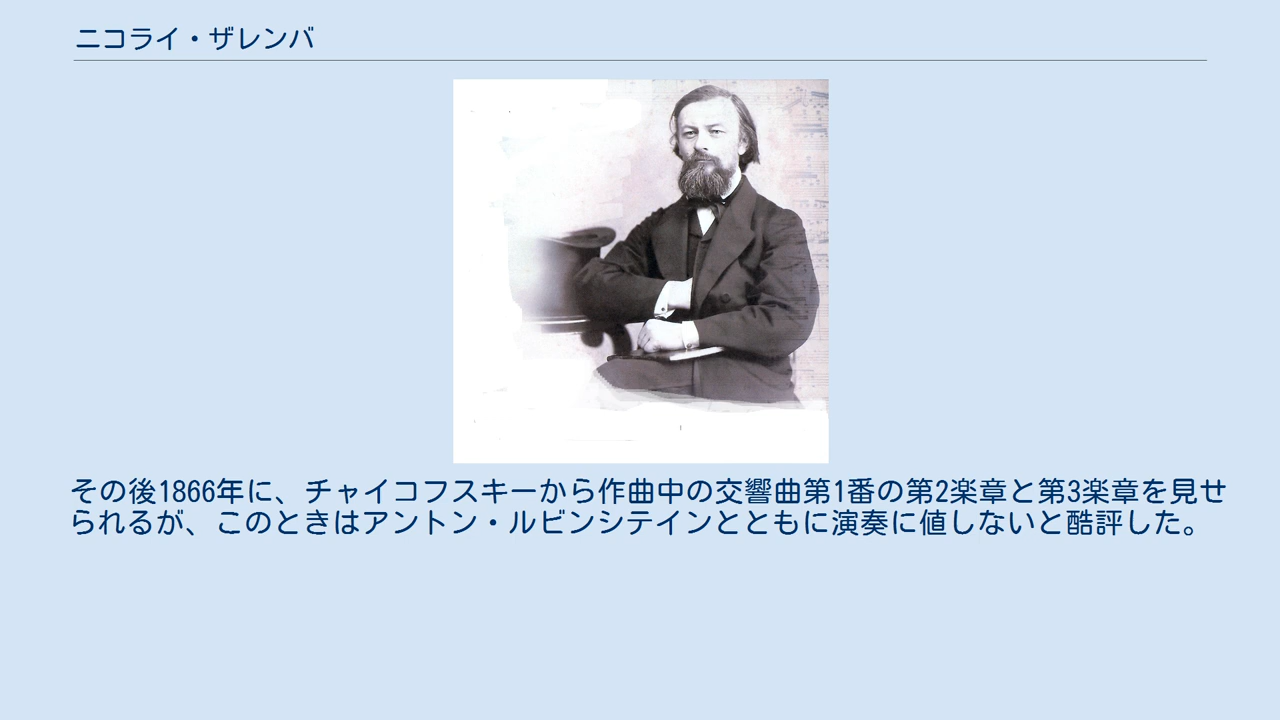 ニコライ・ザレンバ
その後1866年に、チャイコフスキーから作曲中の交響曲第1番の第2楽章と第3楽章を見せ
られるが、このときはアントン・ルビンシテインとともに演奏に値しないと酷評した。